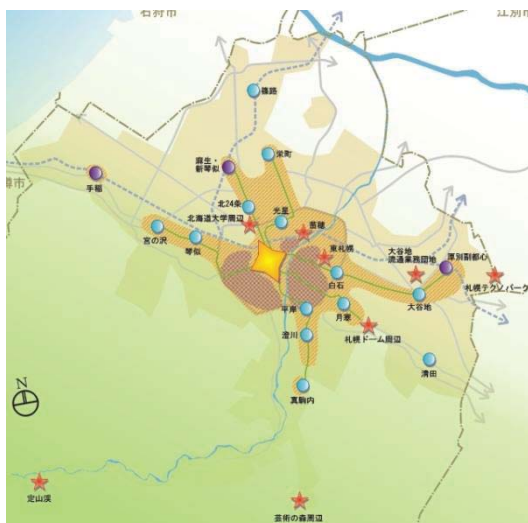 石狩市
江別市
篠路
麻生・
新琴似
栄町
手稲
樽市
北24条
光星
北海道大学周辺
苗穂
宮の沢
琴似
東札幌
大谷地
流通業務団地
厚別副都心
白石
札幌テクノパーク
大谷地
平岸
月寒
澄川
札幌ドーム周辺
清田
真駒内
N
定山渓
芸術の森周辺